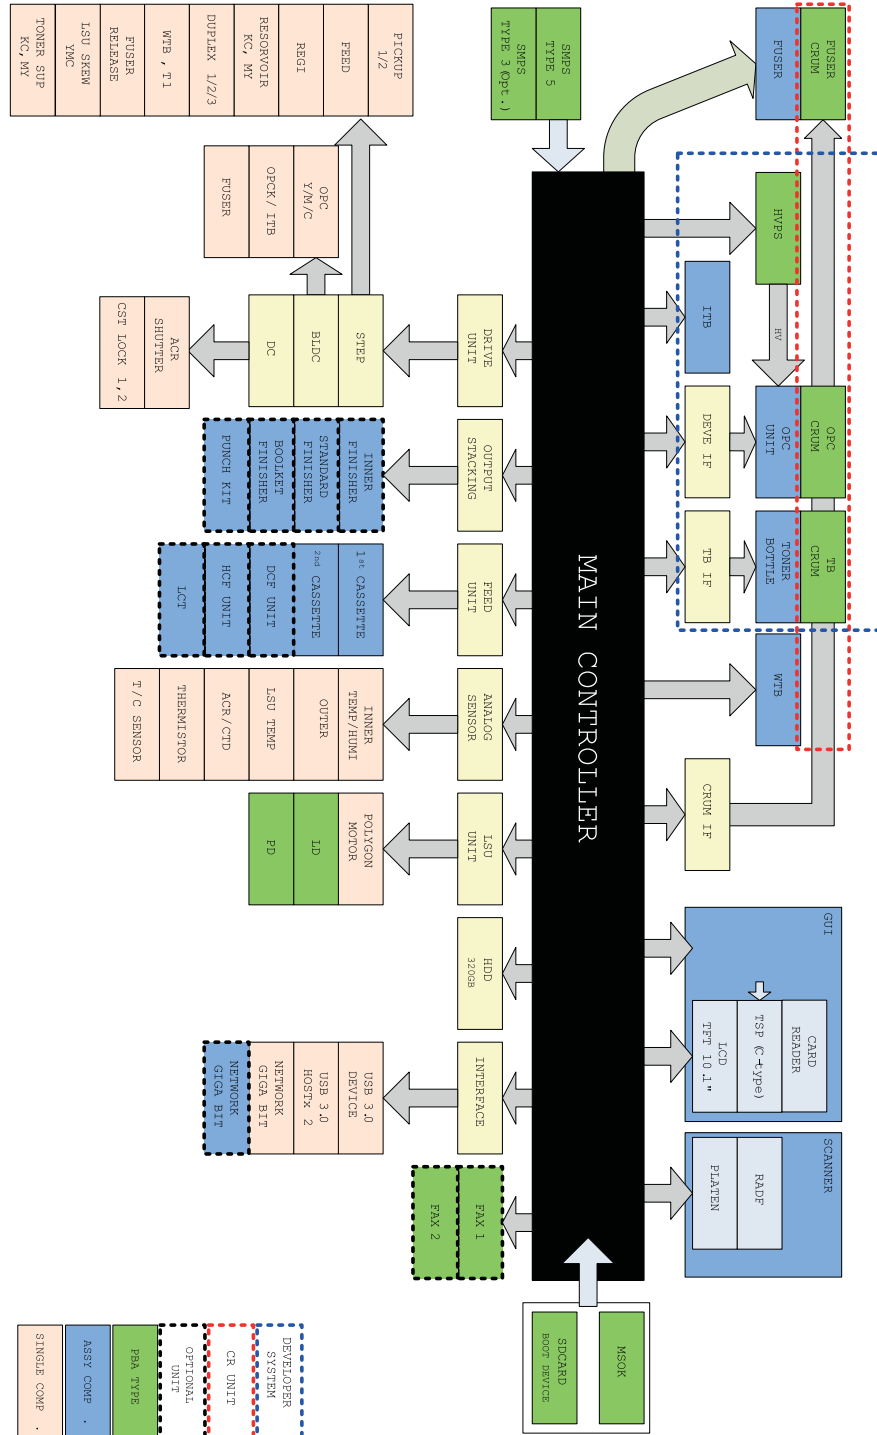 FUSER
CRUM
FUSER
HVPS
HV
ITB
OPC
CRUM
OPC
UNIT
DEVE IF
TB
CRUM
TONER
BOTTLE
TB IF
WTB
CRUM IF
GUI
CARD
READER
TSP (C-type)
LCD
TFT 10.1"
SCANNER
RADF
PLATEN
SMPS
TYPE 5
SMPS
TYPE 3 (Opt.)
MAIN CONTROLLER
MSOK
SDCARD
BOOT DEVICE
DRIVE
UNIT
STEP
BLDC
DC
PICKUP
1/2
FEED
REGI
RESORVOIR
KC, MY
DUPLEX 1/2/3
WTB , T1
FUSER
RELEASE
LSU SKEW
YMC
TONER SUP
KC, MY
OPC
Y/M/C
OPCK/ ITB
FUSER
ACR
SHUTTER
CST LOCK 1,2
OUTPUT
STACKING
INNER
FINISHER
STANDARD
FINISHER
BOOLKET
FINISHER
PUNCH KIT
FEED
UNIT
1st CASSETTE
2nd CASSETTE
DCF UNIT
HCF UNIT
LCT
ANALOG
SENSOR
INNER
TEMP/HUMI
OUTER
LSU TEMP
ACR/CTD
THERMISTOR
T/C SENSOR
LSU
UNIT
POLYGON
MOTOR
LD
PD
HDD
320GB
INTERFACE
USB 3.0
DEVICE
USB 3.0
HOSTx 2
NETWORK
GIGA BIT
NETWORK
GIGA BIT
FAX 1
FAX 2
DEVELOPER
SYSTEM
CR UNIT
OPTIONAL
UNIT
PBA TYPE
ASSY COMP .
SINGLE COMP .